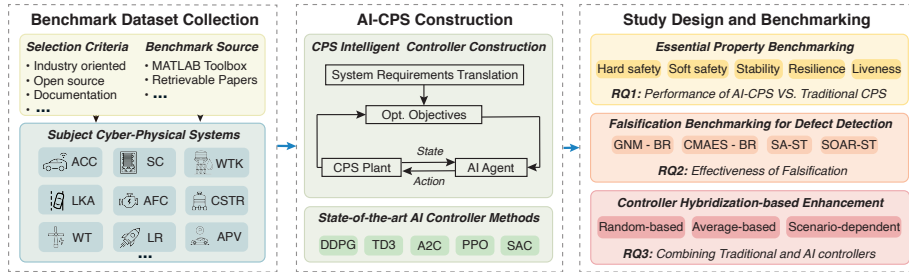 Benchmark Dataset Collection
Selection Criteria
• Industry oriented
• Open source
• Documentation
• ...
Benchmark Source
• MATLAB Toolbox
• Retrievable Papers
• ...
Subject Cyber-Physical Systems
ACC
SC
WTK
LKA
AFC
CSTR
WT
LR
APV
...
AI-CPS Construction
CPS Intelligent Controller Construction
System Requirements Translation
Opt. Objectives
State
CPS Plant
AI Agent
Action
State-of-the-art AI Controller Methods
DDPG TD3 A2C PPO SAC
Study Design and Benchmarking
Essential Property Benchmarking
Hard safety Soft safety Stability Resilience Liveness
RQ1: Performance of AI-CPS VS. Traditional CPS
Falsification Benchmarking for Defect Detection
GNM - BR CMAES - BR SA-ST SOAR-ST
RQ2: Effectiveness of Falsification
Controller Hybridization-based Enhancement
Random-based Average-based Scenario-dependent
RQ3: Combining Traditional and AI controllers